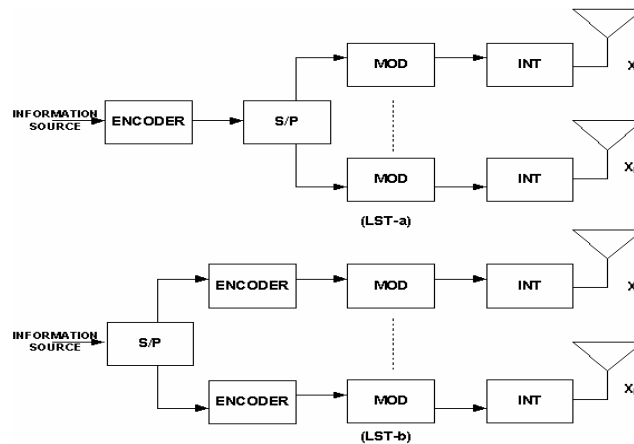 MOD
INT
X
INFORMATION
SOURCE
ENCODER
S/P
MOD
INT
X
(LST-a)
ENCODER
MOD
INT
X
INFORMATION
SOURCE
S/P
ENCODER
MOD
INT
X
(LST-b)